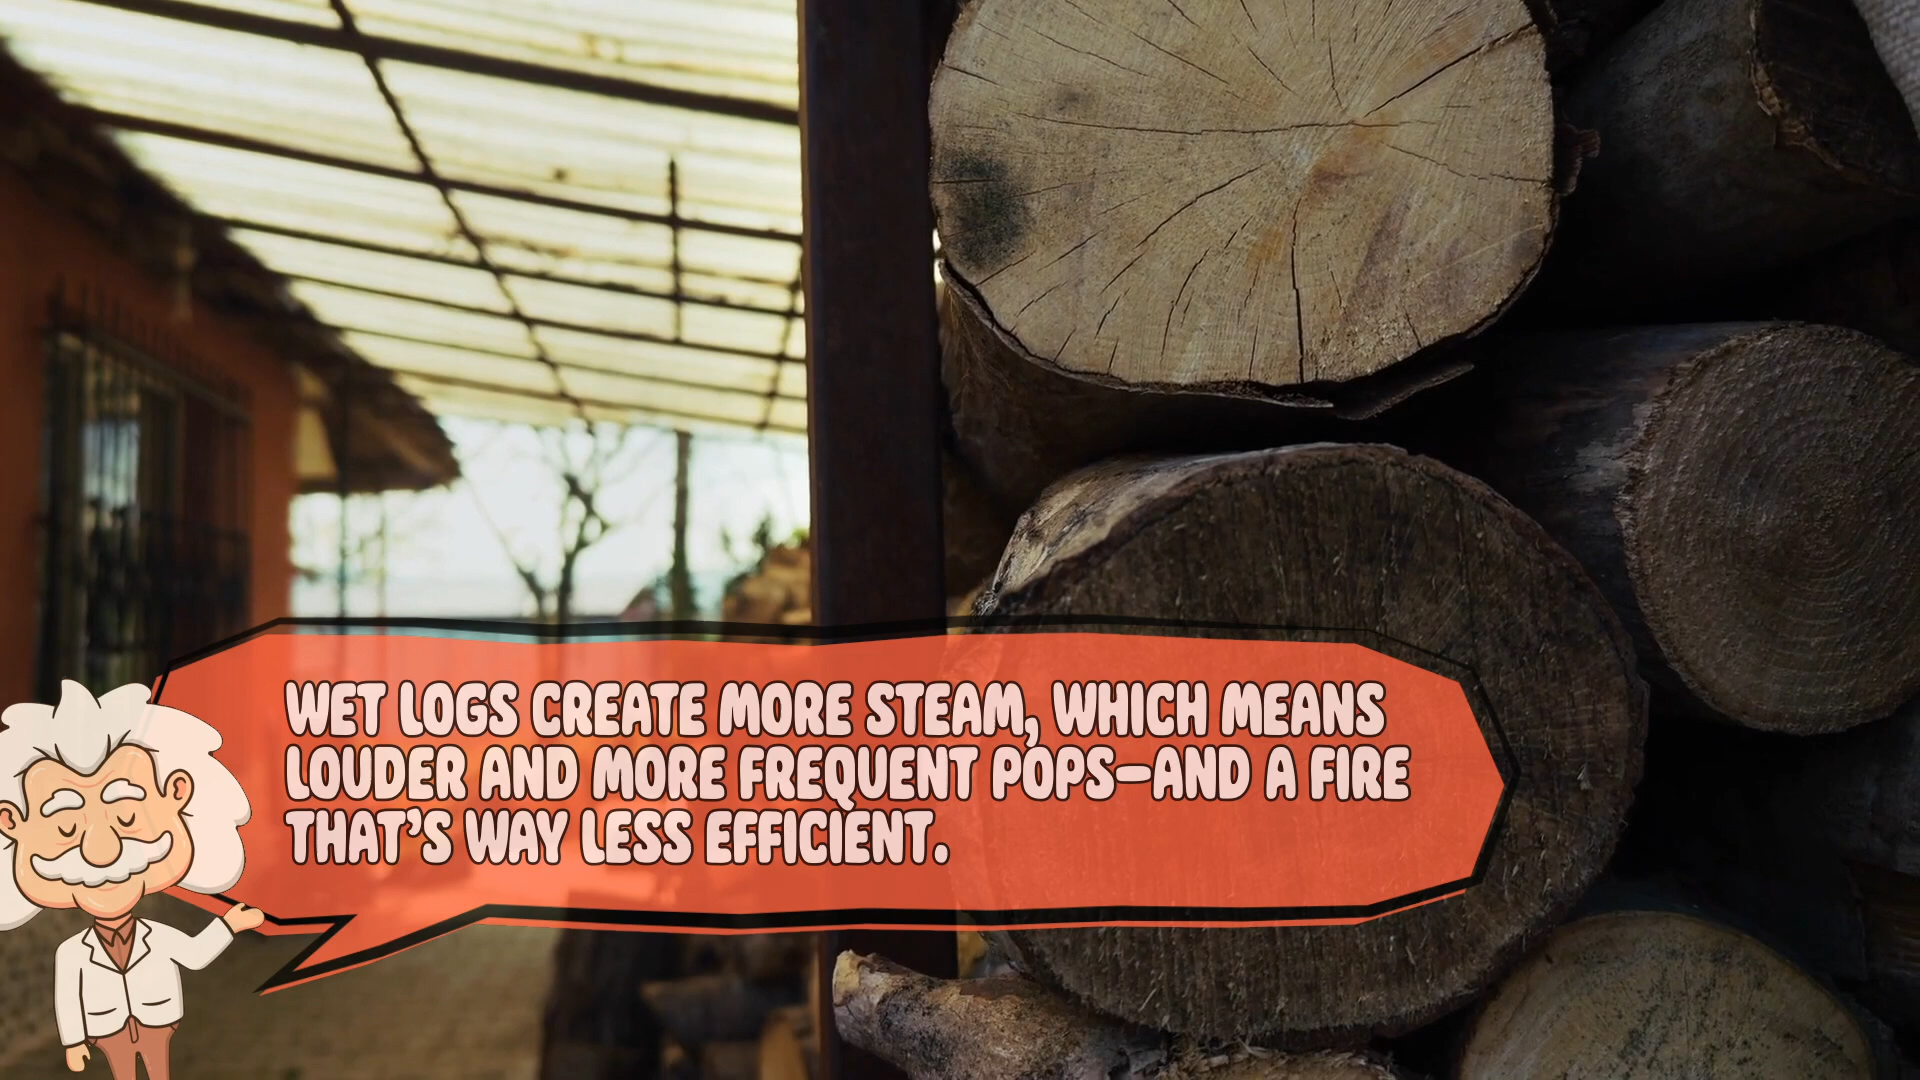 WET LOGS CREATE MORE STEAM, WHICH MEANS
LOUDER AND MORE FREQUENT POPS–AND A FIRE
THAT'S WAY LESS EFFICIENT.